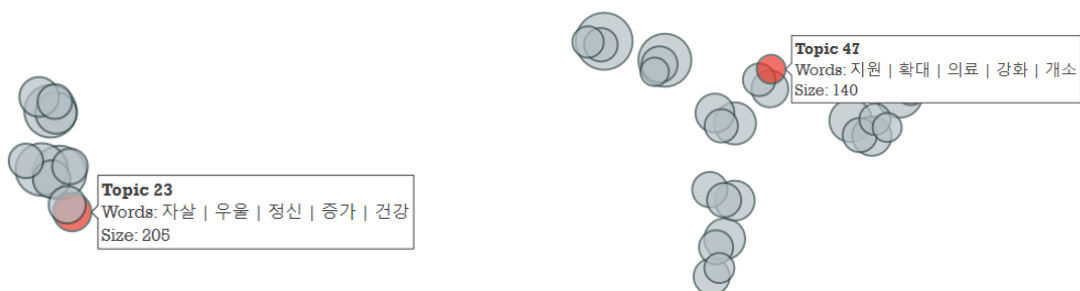 Topic 23
Words: 자살 | 우울 | 정신 | 증가 | 건강
Size: 205
Topic 47
Words: 지원 | 확대 | 의료 | 강화 | 개소
Size: 140